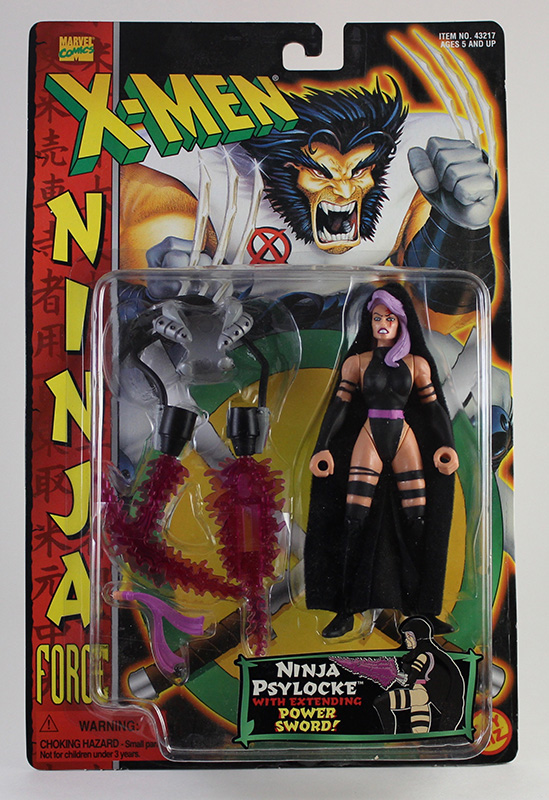 MARVEL
COMICS
ITEM NO. 43217
AGES 5 AND UP
X-MEN®
NINJA
FORCE
NINJA
PSYLOCKE™
WITH EXTENDING
POWER
SWORD!
WARNING:
CHOKING HAZARD - Small
Not for children under 3 years.